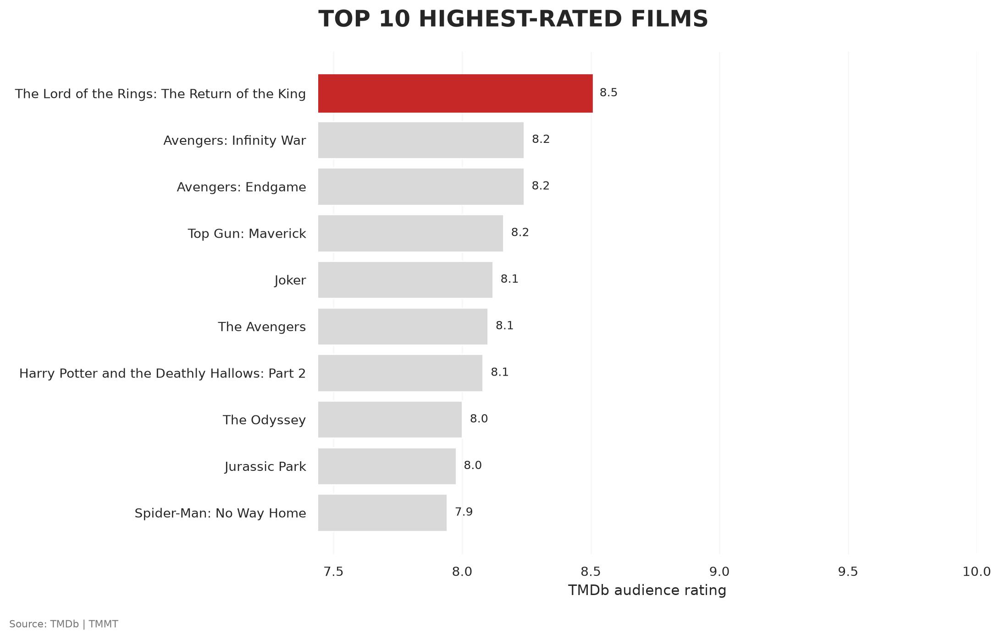 TOP 10 HIGHEST-RATED FILMS
The Lord of the Rings: The Return of the King 8.5
Avengers: Infinity War 8.2
Avengers: Endgame 8.2
Top Gun: Maverick 8.2
Joker 8.1
The Avengers 8.1
Harry Potter and the Deathly Hallows: Part 2 8.1
The Odyssey 8.0
Jurassic Park 8.0
Spider-Man: No Way Home 7.9
7.5 8.0 8.5 9.0 9.5 10.0
TMDb audience rating
Source: TMDb | TMMT